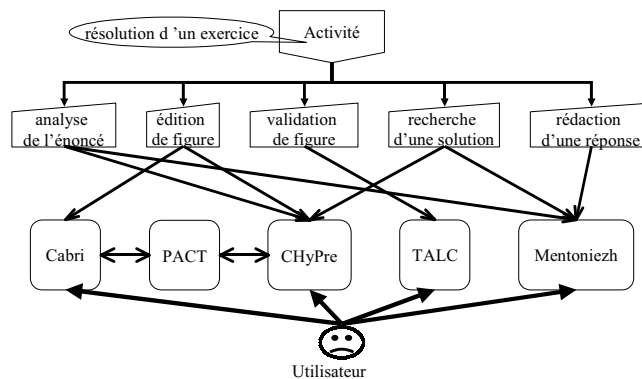 résolution d ’un exercice
Activité
analyse
de l’énoncé
édition
de figure
validation
de figure
recherche
d’une solution
rédaction
d’une réponse
Cabri
PACT
CHyPre
TALC
Mentoniezh
Utilisateur